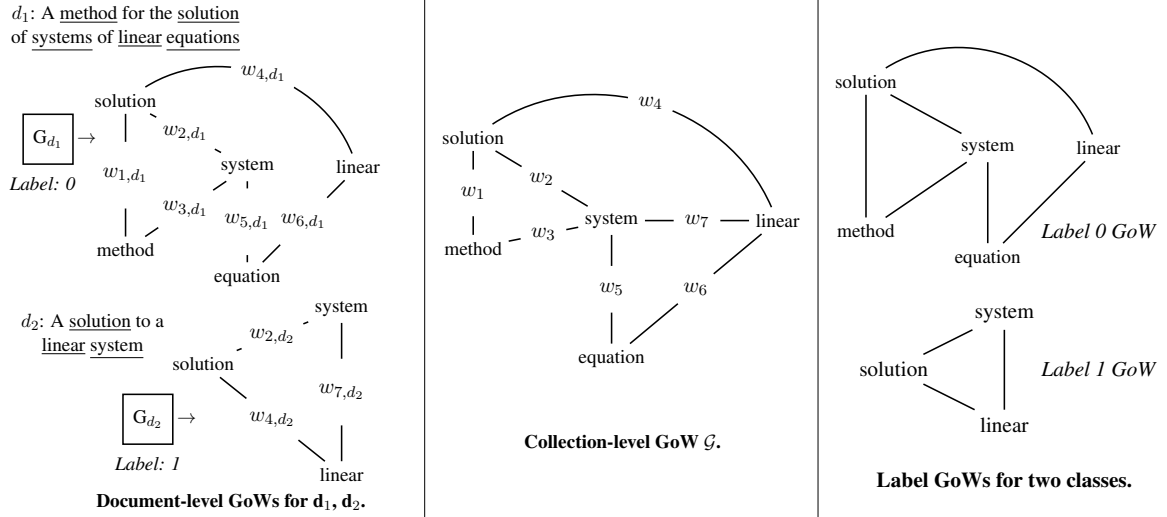 d₁: A method for the solution
of systems of linear equations
w₄,d₁
solution
G_d₁ →
w₂,d₁
system
linear
Label: 0
w₁,d₁
w₃,d₁
w₅,d₁
w₆,d₁
method
equation
d₂: A solution to a
linear system
system
w₂,d₂
solution
w₇,d₂
G_d₂ →
w₄,d₂
Label: 1
linear
Document-level GoWs for d₁, d₂.
w₄
solution
w₁
w₂
system
w₇
linear
w₃
method
w₅
w₆
equation
Collection-level GoW 𝒢.
solution
system
linear
method
Label 0 GoW
equation
system
solution
Label 1 GoW
linear
Label GoWs for two classes.